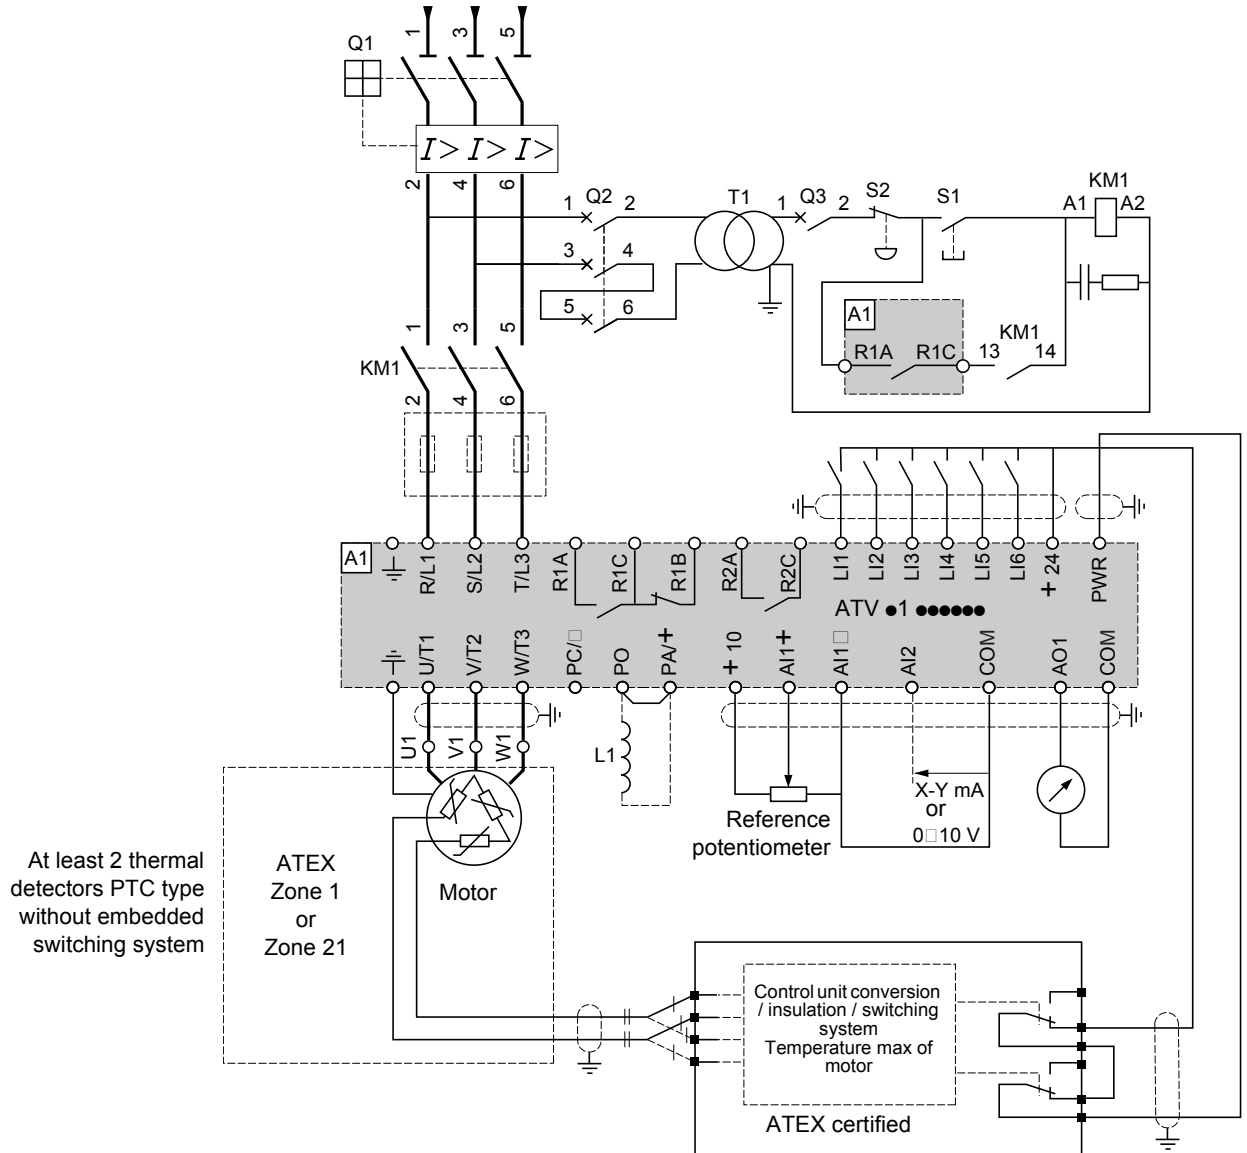 1 3 5
Q1
I> I> I>
2 4 6
1 Q2 2
3 4
5 6
T1
1 Q3 2
S2
S1
KM1
A1 A2
A1
R1A R1C
KM1
13 14
1 3 5
KM1
2 4 6
A1
R/L1 S/L2 T/L3 R1A R1C R1B R2A R2C LI1 LI2 LI3 LI4 LI5 LI6 +24 PWR
ATV ●1 ●●●●●●
U/T1 V/T2 W/T3 PC/□ PO PA/+ +10 AI1+ AI1□ AI2 COM AO1 COM
U1 V1 W1
L1
X-Y mA
or
0□10 V
Reference
potentiometer
At least 2 thermal
detectors PTC type
without embedded
switching system
ATEX
Zone 1
or
Zone 21
Motor
Control unit conversion
/ insulation / switching
system
Temperature max of
motor
ATEX certified